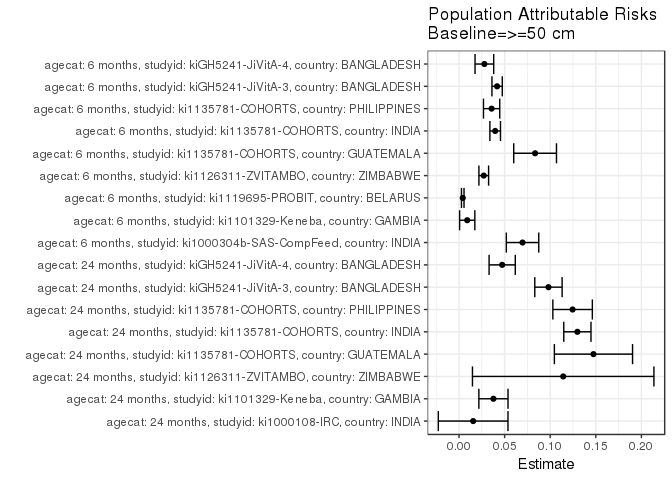 Population Attributable Risks
Baseline=>=50 cm
agecat: 6 months, studyid: kiGH5241-JiVitA-4, country: BANGLADESH
agecat: 6 months, studyid: kiGH5241-JiVitA-3, country: BANGLADESH
agecat: 6 months, studyid: ki1135781-COHORTS, country: PHILIPPINES
agecat: 6 months, studyid: ki1135781-COHORTS, country: INDIA
agecat: 6 months, studyid: ki1135781-COHORTS, country: GUATEMALA
agecat: 6 months, studyid: ki1126311-ZVITAMBO, country: ZIMBABWE
agecat: 6 months, studyid: ki1119695-PROBIT, country: BELARUS
agecat: 6 months, studyid: ki1101329-Keneba, country: GAMBIA
agecat: 6 months, studyid: ki1000304b-SAS-CompFeed, country: INDIA
agecat: 24 months, studyid: kiGH5241-JiVitA-4, country: BANGLADESH
agecat: 24 months, studyid: kiGH5241-JiVitA-3, country: BANGLADESH
agecat: 24 months, studyid: ki1135781-COHORTS, country: PHILIPPINES
agecat: 24 months, studyid: ki1135781-COHORTS, country: INDIA
agecat: 24 months, studyid: ki1135781-COHORTS, country: GUATEMALA
agecat: 24 months, studyid: ki1126311-ZVITAMBO, country: ZIMBABWE
agecat: 24 months, studyid: ki1101329-Keneba, country: GAMBIA
agecat: 24 months, studyid: ki1000108-IRC, country: INDIA
0.00 0.05 0.10 0.15 0.20
Estimate